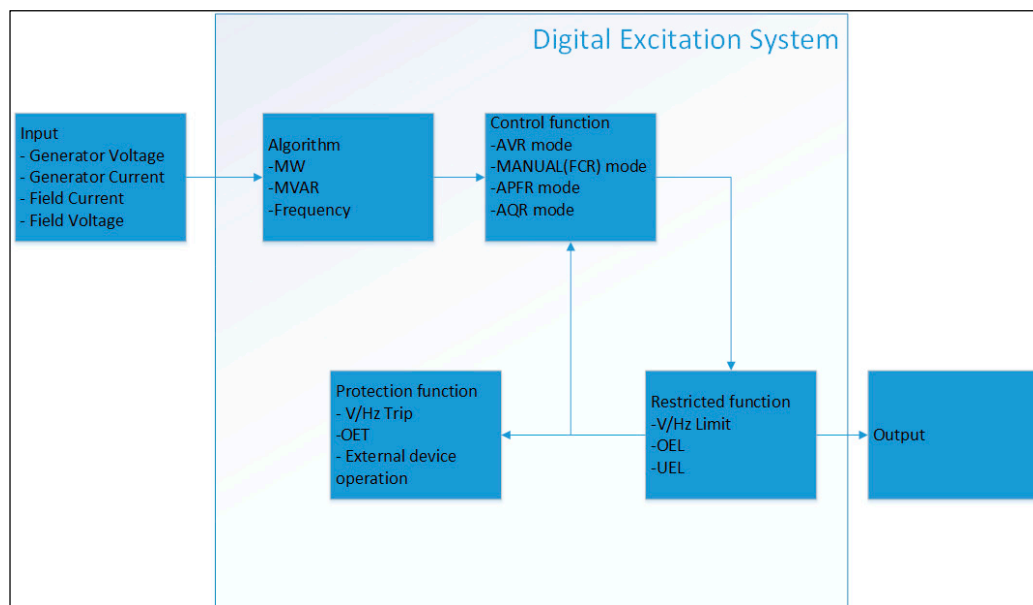 Digital Excitation System
Input
- Generator Voltage
- Generator Current
- Field Current
- Field Voltage
Algorithm
-MW
-MVAR
-Frequency
Control function
-AVR mode
-MANUAL(FCR) mode
-APFR mode
-AQR mode
Protection function
- V/Hz Trip
-OET
- External device
operation
Restricted function
-V/Hz Limit
-OEL
-UEL
Output